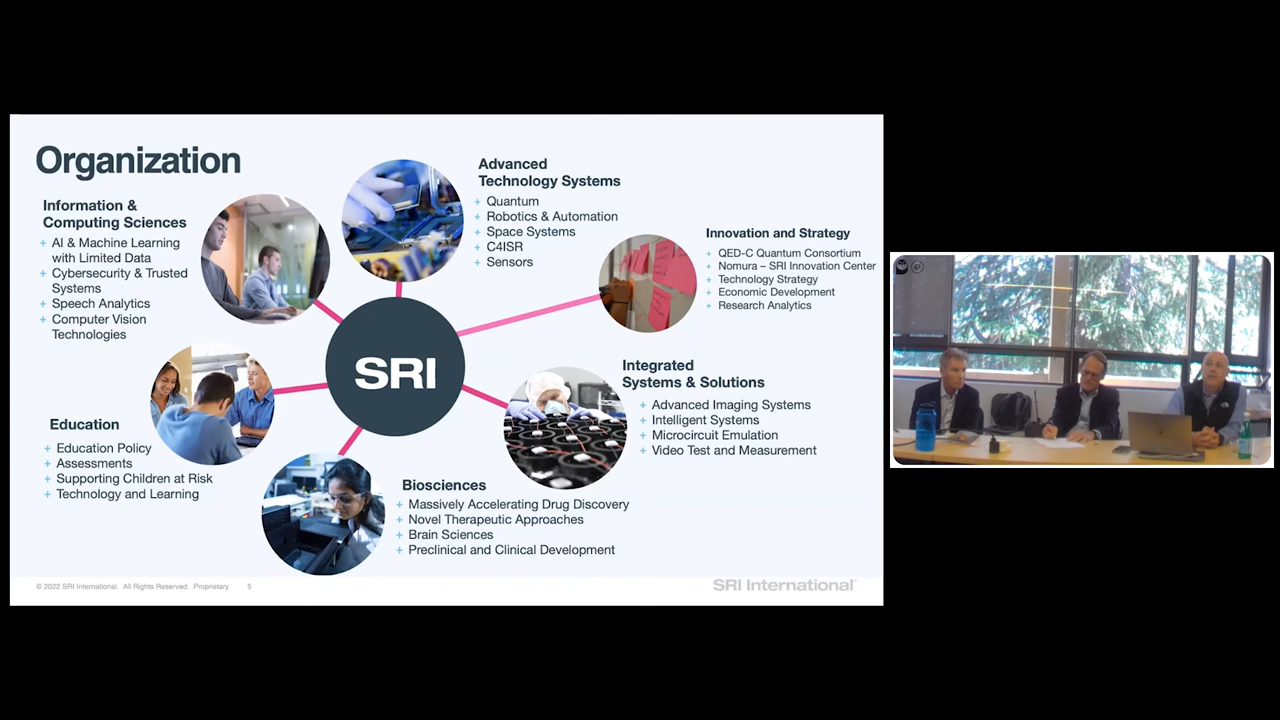 Organization
Information &
Computing Sciences
+ AI & Machine Learning
with Limited Data
+ Cybersecurity & Trusted
Systems
+ Speech Analytics
+ Computer Vision
Technologies
Advanced
Technology Systems
+ Quantum
+ Robotics & Automation
+ Space Systems
+ C4ISR
+ Sensors
Innovation and Strategy
+ QED-C Quantum Consortium
+ Nomura – SRI Innovation Center
+ Technology Strategy
+ Economic Development
+ Research Analytics
SRI
Integrated
Systems & Solutions
+ Advanced Imaging Systems
+ Intelligent Systems
+ Microcircuit Emulation
+ Video Test and Measurement
Education
+ Education Policy
+ Assessments
+ Supporting Children at Risk
+ Technology and Learning
Biosciences
+ Massively Accelerating Drug Discovery
+ Novel Therapeutic Approaches
+ Brain Sciences
+ Preclinical and Clinical Development
© 2022 SRI International. All Rights Reserved. Proprietary 5
SRI International®